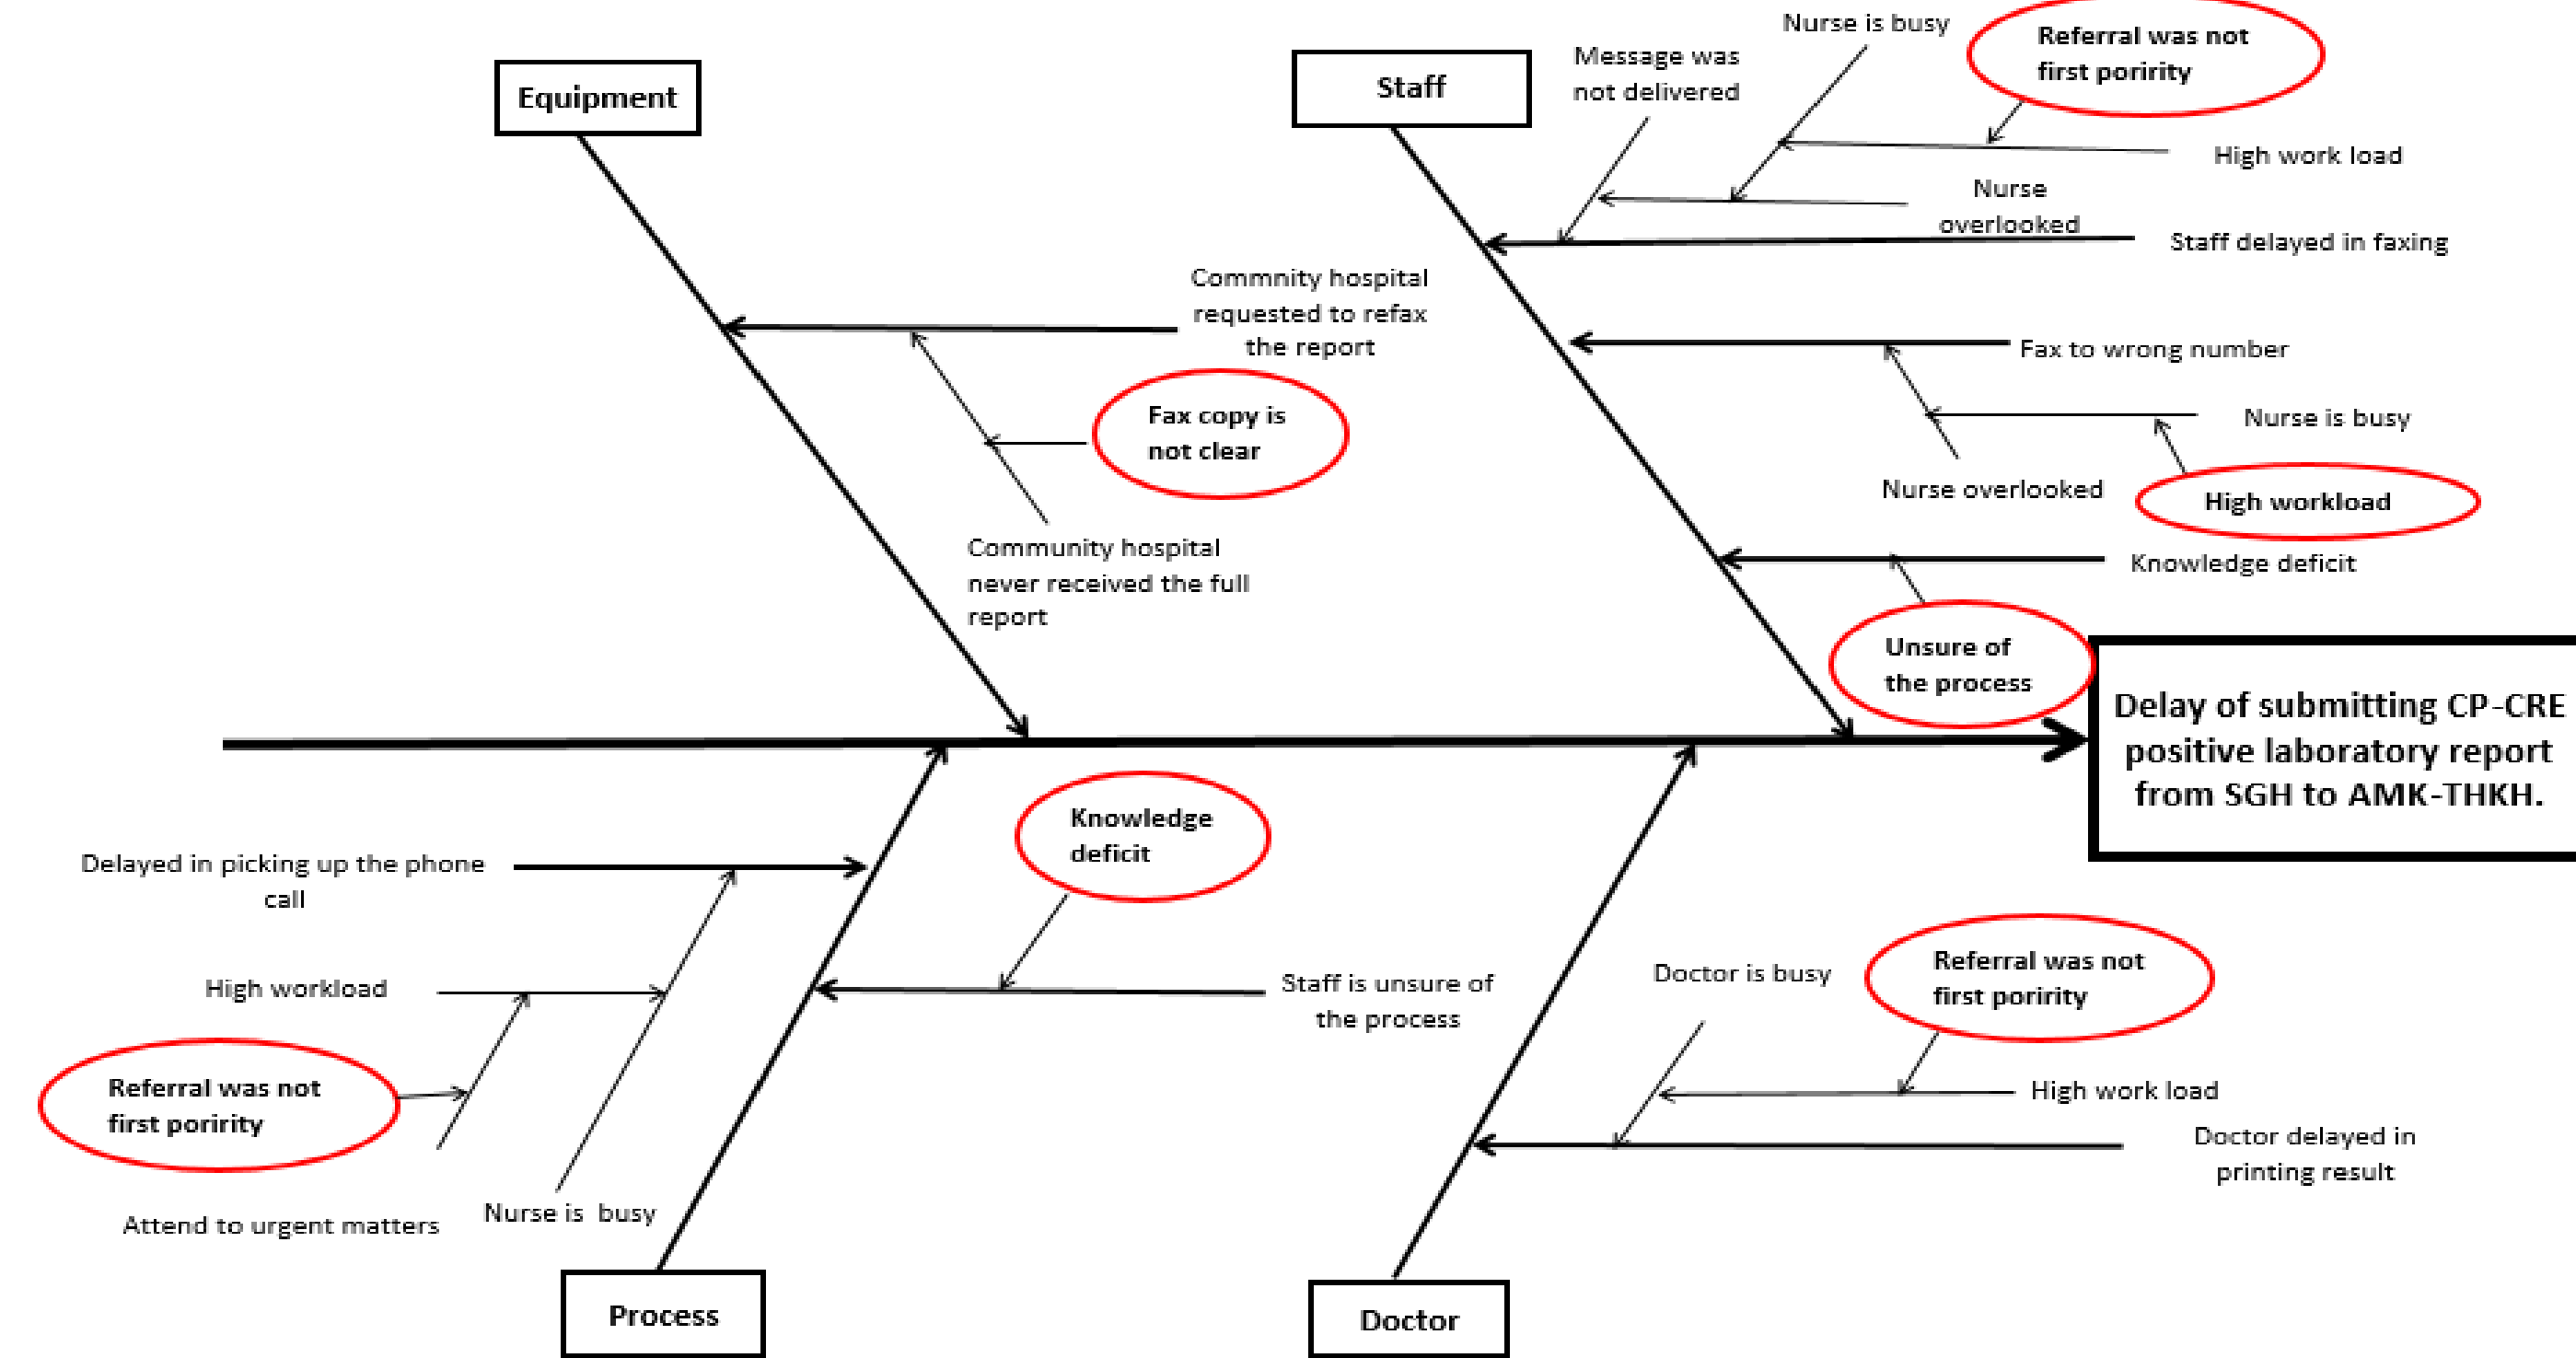 Equipment
Commnity hospital
requested to refax
the report
Fax copy is
not clear
Community hospital
never received the full
report
Staff
Message was
not delivered
Nurse is busy
Referral was not
first poririty
High work load
Nurse
overlooked
Staff delayed in faxing
Fax to wrong number
Nurse is busy
Nurse overlooked
High workload
Knowledge deficit
Unsure of
the process
Delay of submitting CP-CRE
positive laboratory report
from SGH to AMK-THKH.
Delayed in picking up the phone
call
High workload
Referral was not
first poririty
Attend to urgent matters
Nurse is  busy
Knowledge
deficit
Staff is unsure of
the process
Process
Doctor is busy
Referral was not
first poririty
High work load
Doctor delayed in
printing result
Doctor